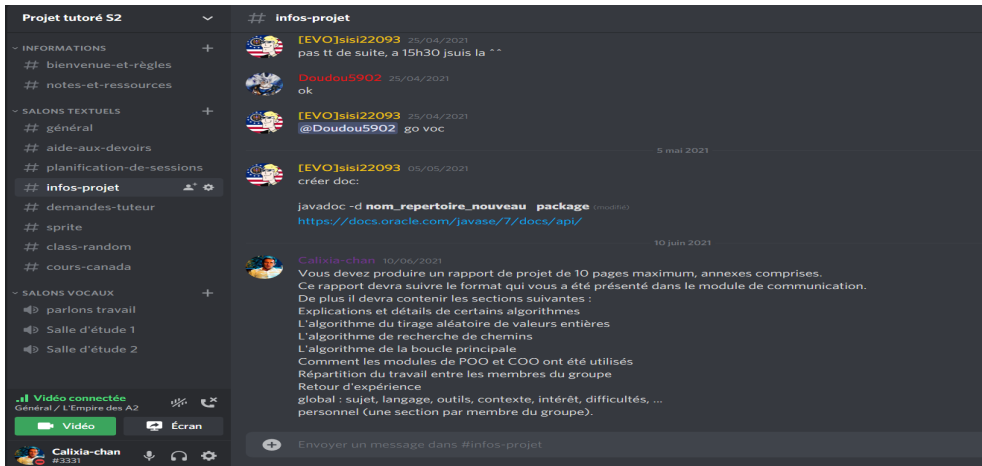 Projet tutoré S2
INFORMATIONS
bienvenue-et-règles
notes-et-ressources
SALONS TEXTUELS
général
aide-aux-devoirs
planification-de-sessions
infos-projet
demandes-tuteur
sprite
class-random
cours-canada
SALONS VOCAUX
parlons travail
Salle d'étude 1
Salle d'étude 2
Vidéo connectée
Général / L'Empire des A2
Vidéo Écran
Calixia-chan
#3331
# infos-projet
[EVO]sisi22093 25/04/2021
pas tt de suite, a 15h30 jsuis la ^^
Doudou5902 25/04/2021
ok
[EVO]sisi22093 25/04/2021
@Doudou5902 go voc
5 mai 2021
[EVO]sisi22093 05/05/2021
créer doc:
javadoc -d nom_repertoire_nouveau package (modifié)
https://docs.oracle.com/javase/7/docs/api/
10 juin 2021
Calixia-chan 10/06/2021
Vous devez produire un rapport de projet de 10 pages maximum, annexes comprises.
Ce rapport devra suivre le format qui vous a été présenté dans le module de communication.
De plus il devra contenir les sections suivantes :
Explications et détails de certains algorithmes
L'algorithme du tirage aléatoire de valeurs entières
L'algorithme de recherche de chemins
L'algorithme de la boucle principale
Comment les modules de POO et COO ont été utilisés
Répartition du travail entre les membres du groupe
Retour d'expérience
global : sujet, langage, outils, contexte, intérêt, difficultés, ...
personnel (une section par membre du groupe).
Envoyer un message dans #infos-projet